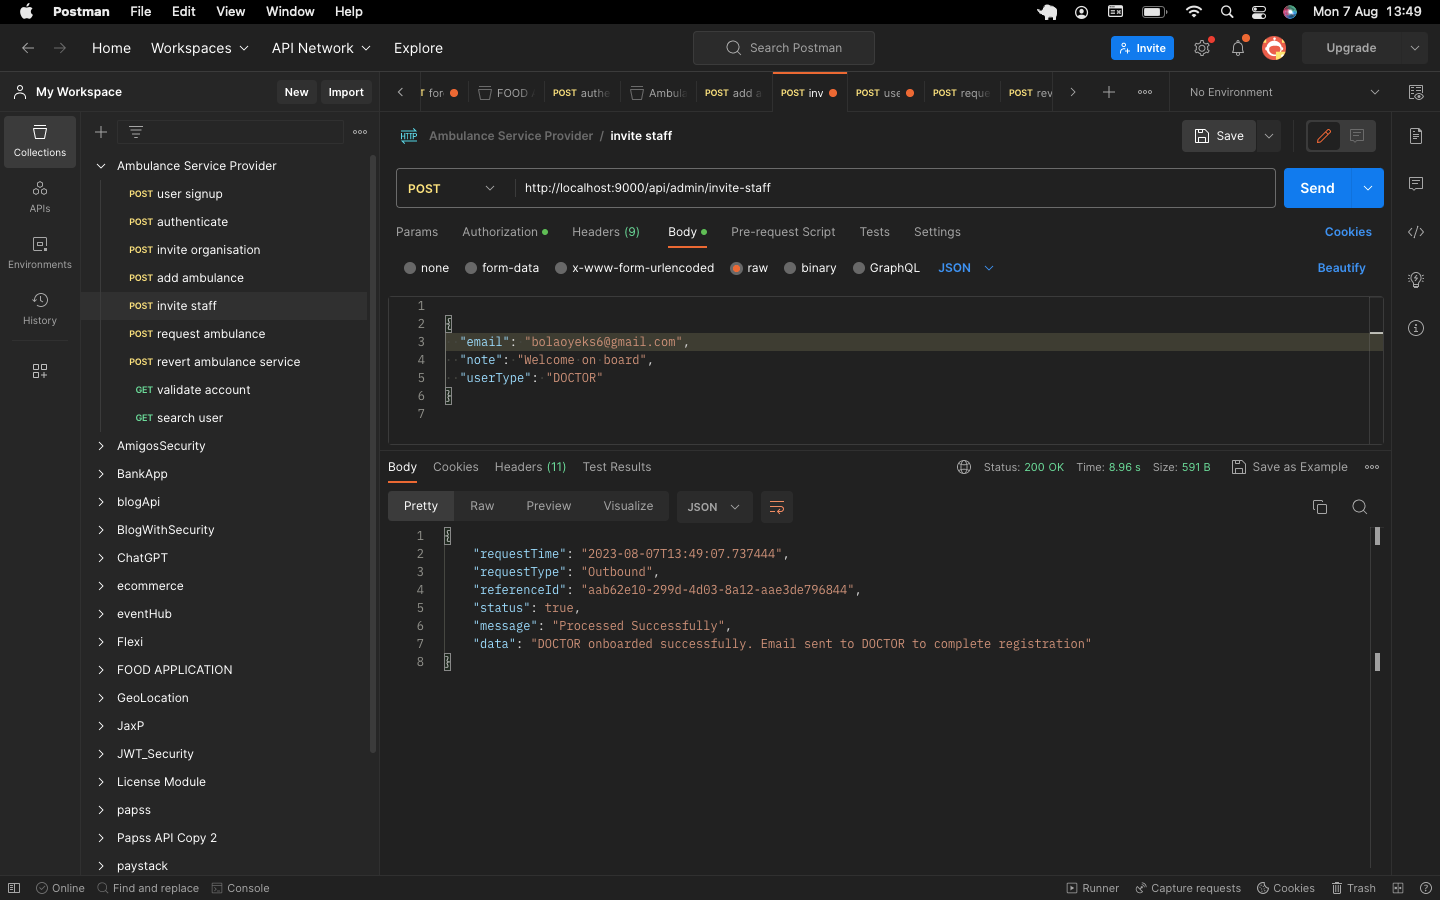 Postman File Edit View Window Help Mon 7 Aug 13:49
Home Workspaces API Network Explore Search Postman Invite Upgrade
My Workspace New Import
for FOOD POST authe Ambula POST add a POST inv POST use POST reque POST rev No Environment
Collections
APIs
Environments
History
Ambulance Service Provider
POST user signup
POST authenticate
POST invite organisation
POST add ambulance
POST invite staff
POST request ambulance
POST revert ambulance service
GET validate account
GET search user
AmigosSecurity
BankApp
blogApi
BlogWithSecurity
ChatGPT
ecommerce
eventHub
Flexi
FOOD APPLICATION
GeoLocation
JaxP
JWT_Security
License Module
papss
Papss API Copy 2
paystack
HTTP Ambulance Service Provider / invite staff Save
POST http://localhost:9000/api/admin/invite-staff Send
Params Authorization Headers (9) Body Pre-request Script Tests Settings Cookies
none form-data x-www-form-urlencoded raw binary GraphQL JSON Beautify
1
2 {
3 "email": "bolaoyeks6@gmail.com",
4 "note": "Welcome on board",
5 "userType": "DOCTOR"
6 }
7
Body Cookies Headers (11) Test Results Status: 200 OK Time: 8.96 s Size: 591 B Save as Example
Pretty Raw Preview Visualize JSON
1 {
2 "requestTime": "2023-08-07T13:49:07.737444",
3 "requestType": "Outbound",
4 "referenceId": "aab62e10-299d-4d03-8a12-aae3de796844",
5 "status": true,
6 "message": "Processed Successfully",
7 "data": "DOCTOR onboarded successfully. Email sent to DOCTOR to complete registration"
8 }
Online Find and replace Console Runner Capture requests Cookies Trash